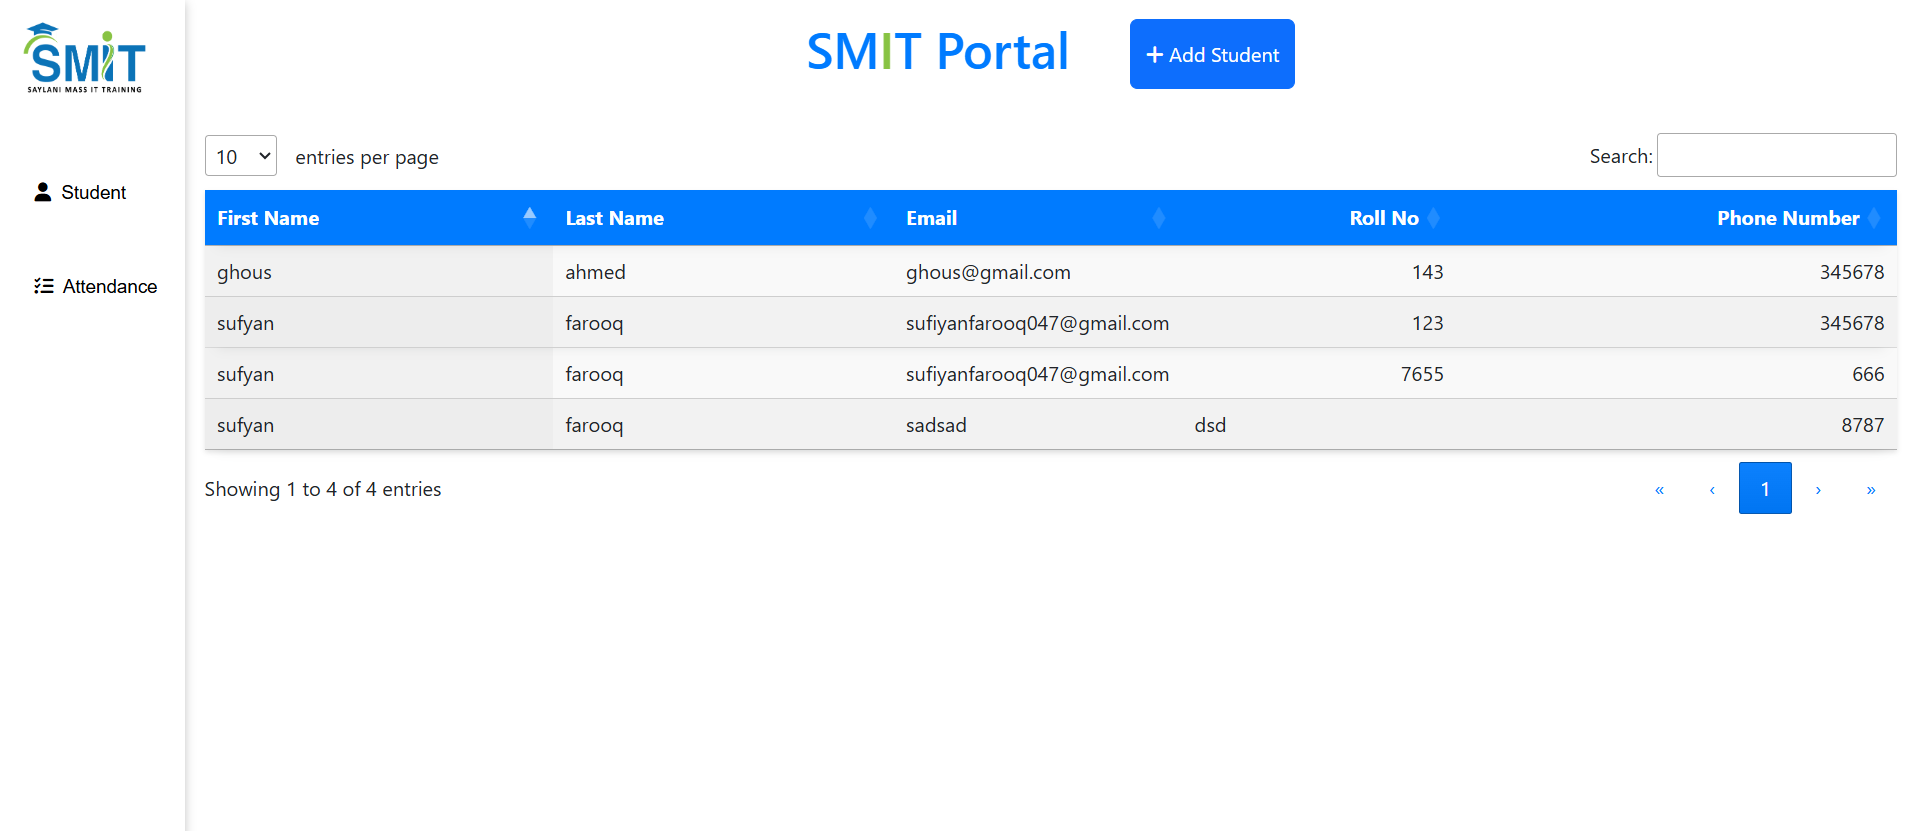 SMIT
SAYLANI MASS IT TRAINING
Student
Attendance
SMIT Portal
+ Add Student
10 entries per page
Search:
First Name Last Name Email Roll No Phone Number
ghous ahmed ghous@gmail.com 143 345678
sufyan farooq sufiyanfarooq047@gmail.com 123 345678
sufyan farooq sufiyanfarooq047@gmail.com 7655 666
sufyan farooq sadsad dsd 8787
Showing 1 to 4 of 4 entries
« ‹ 1 › »